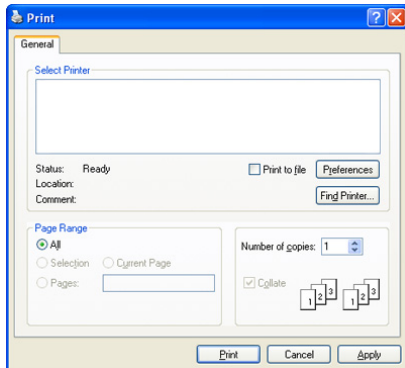 Print
General
Select Printer
Status: Ready
Location:
Comment:
Print to file
Preferences
Find Printer...
Page Range
All
Selection Current Page
Pages:
Number of copies: 1
Collate
1 2 3 1 2 3
Print Cancel Apply